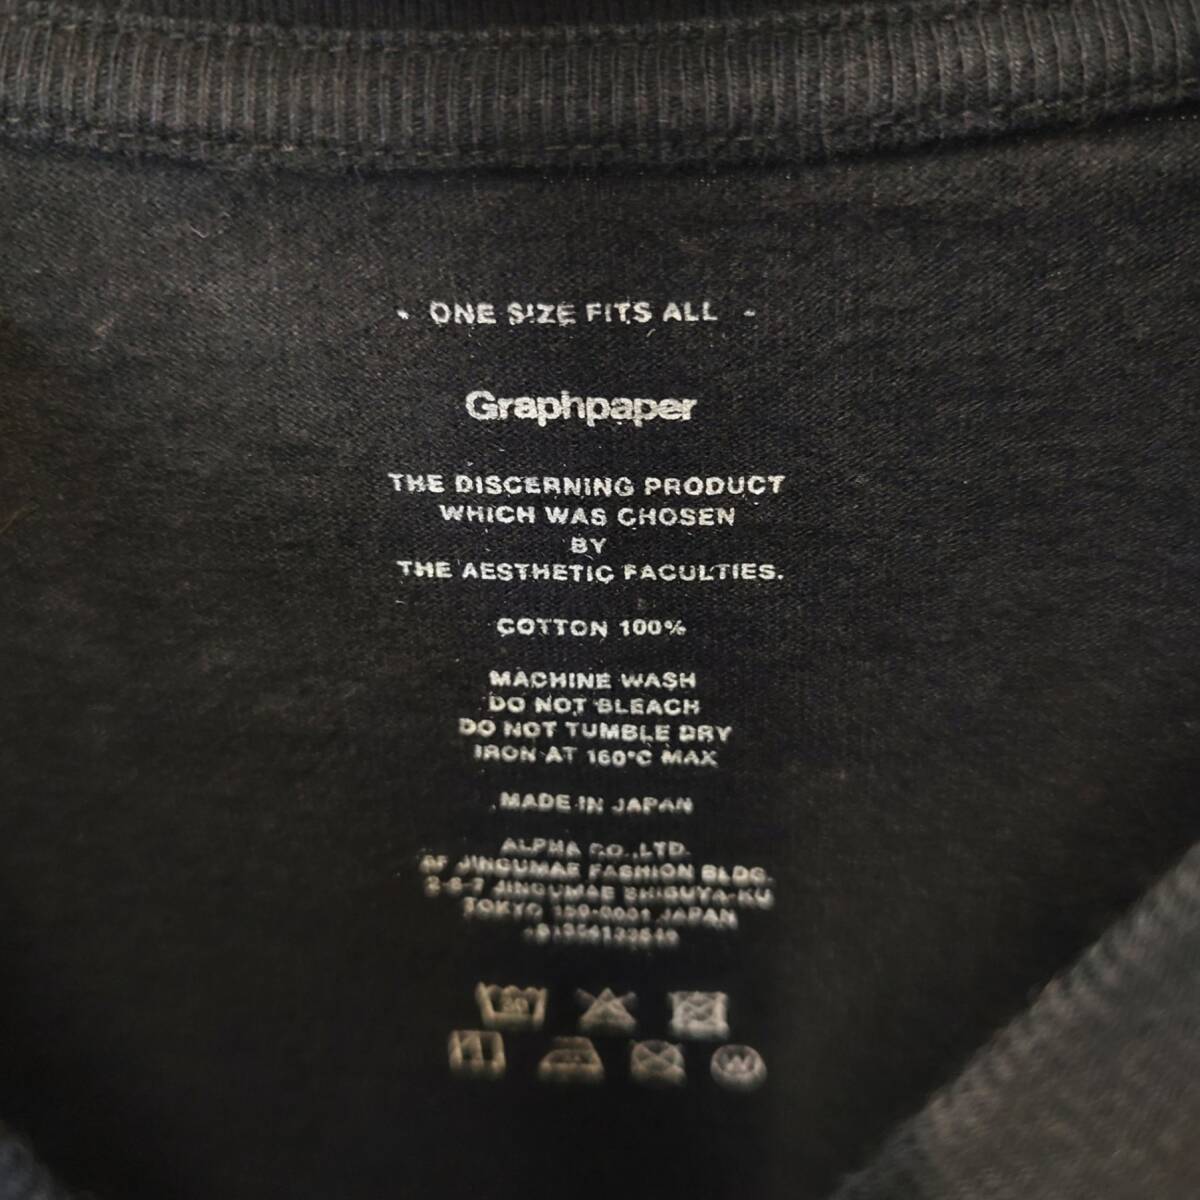 - ONE SIZE FITS ALL -
Graphpaper
THE DISCERNING PRODUCT
WHICH WAS CHOSEN
BY
THE AESTHETIC FACULTIES.
COTTON 100%
MACHINE WASH
DO NOT BLEACH
DO NOT TUMBLE DRY
IRON AT 160°C MAX
MADE IN JAPAN
ALPHA CO.,LTD.
JINGUMAE FASHION BLDG.
JINGUMAE SHIBUYA-KU
TOKYO 150-0001 JAPAN
W